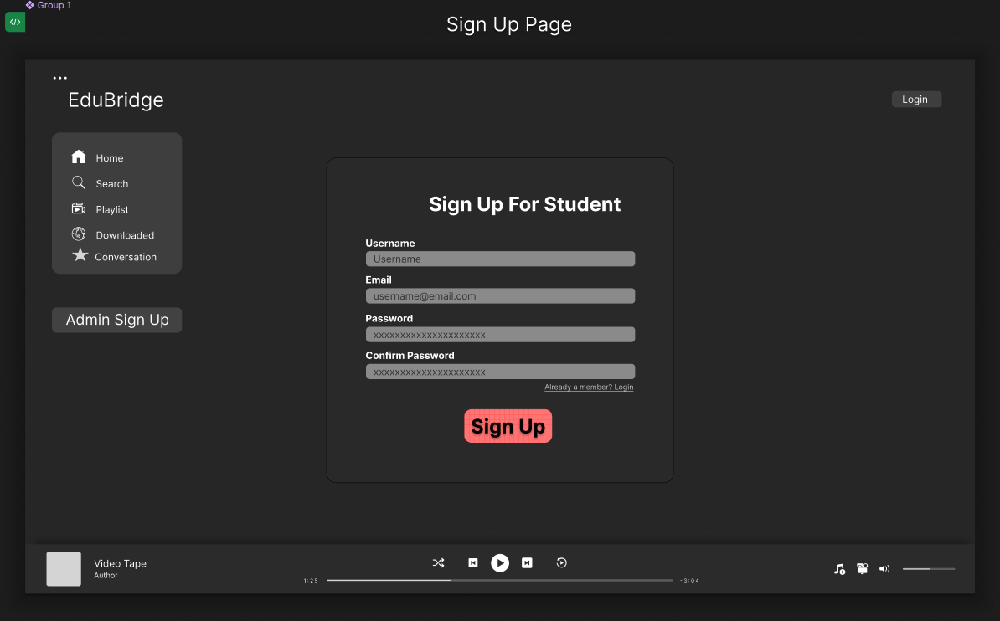 Group 1
Sign Up Page
EduBridge
Login
Home
Search
Playlist
Downloaded
Conversation
Admin Sign Up
Sign Up For Student
Username
Username
Email
username@email.com
Password
xxxxxxxxxxxxxxxxxxxxx
Confirm Password
xxxxxxxxxxxxxxxxxxxxx
Already a member? Login
Sign Up
Video Tape
Author
1:25
-3:04